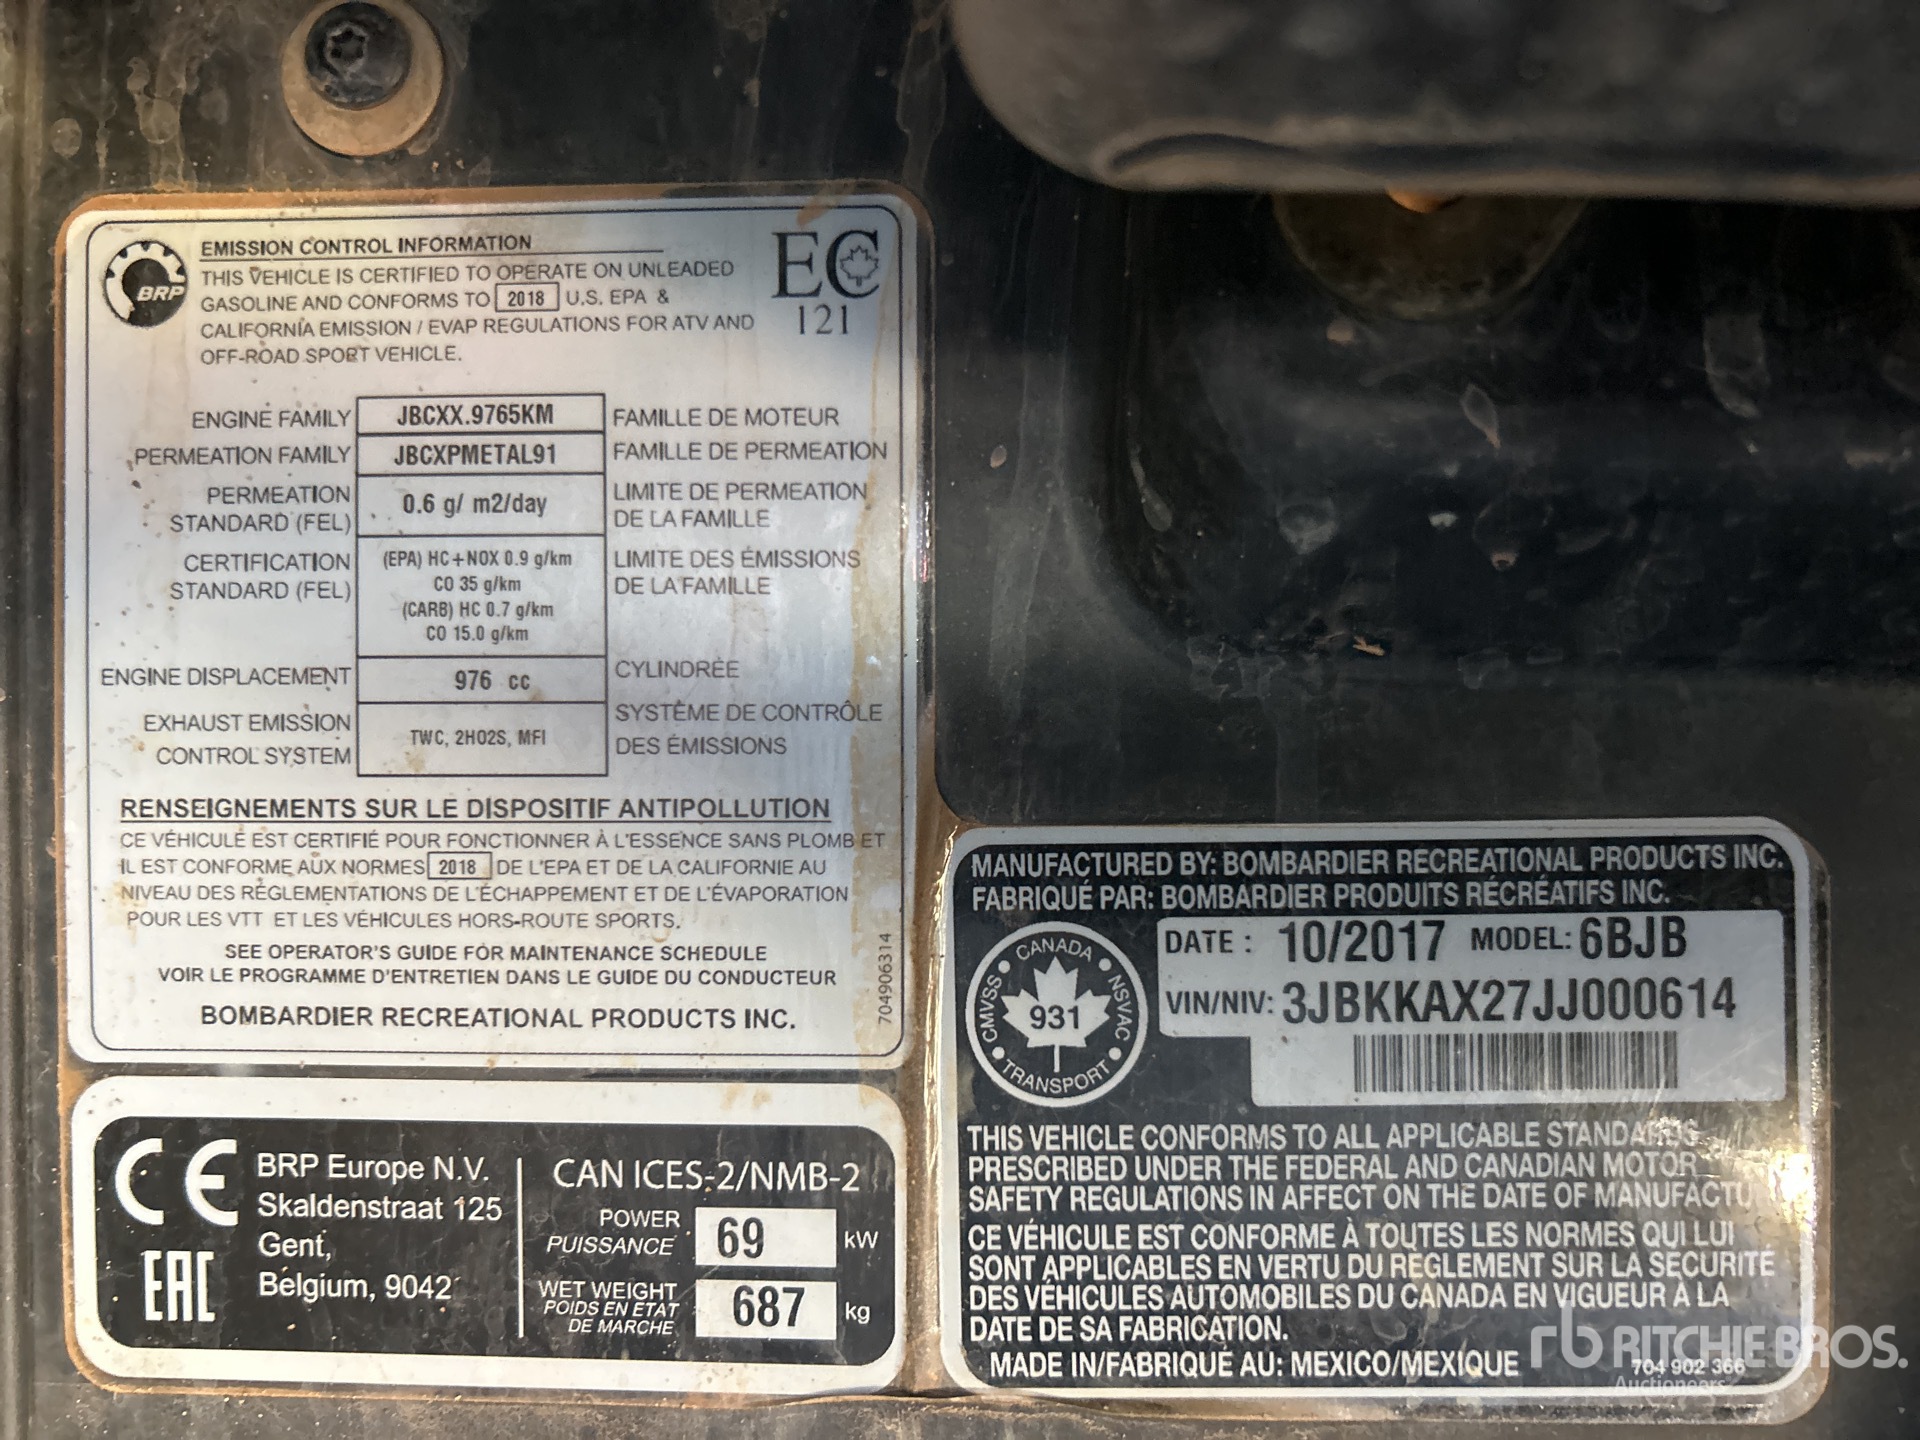 BRP
EMISSION CONTROL INFORMATION
THIS VEHICLE IS CERTIFIED TO OPERATE ON UNLEADED
GASOLINE AND CONFORMS TO 2018 U.S. EPA &
CALIFORNIA EMISSION / EVAP REGULATIONS FOR ATV AND
OFF-ROAD SPORT VEHICLE.
EC
121
ENGINE FAMILY JBCXX.9765KM FAMILLE DE MOTEUR
PERMEATION FAMILY JBCXPMETAL91 FAMILLE DE PERMEATION
PERMEATION STANDARD (FEL) 0.6 g/ m2/day LIMITE DE PERMEATION DE LA FAMILLE
CERTIFICATION STANDARD (FEL) (EPA) HC+NOX 0.9 g/km LIMITE DES ÉMISSIONS DE LA FAMILLE
CO 35 g/km
(CARB) HC 0.7 g/km
CO 15.0 g/km
ENGINE DISPLACEMENT 976 cc CYLINDRÉE
EXHAUST EMISSION CONTROL SYSTEM TWC, 2HO2S, MFI SYSTÈME DE CONTRÔLE DES ÉMISSIONS
RENSEIGNEMENTS SUR LE DISPOSITIF ANTIPOLLUTION
CE VÉHICULE EST CERTIFIÉ POUR FONCTIONNER À L'ESSENCE SANS PLOMB ET
IL EST CONFORME AUX NORMES 2018 DE L'EPA ET DE LA CALIFORNIE AU
NIVEAU DES RÉGLEMENTATIONS DE L'ÉCHAPPEMENT ET DE L'ÉVAPORATION
POUR LES VTT ET LES VÉHICULES HORS-ROUTE SPORTS.
SEE OPERATOR'S GUIDE FOR MAINTENANCE SCHEDULE
VOIR LE PROGRAMME D'ENTRETIEN DANS LE GUIDE DU CONDUCTEUR
BOMBARDIER RECREATIONAL PRODUCTS INC.
704906314
CE
EAC
BRP Europe N.V.
Skaldenstraat 125
Gent,
Belgium, 9042
CAN ICES-2/NMB-2
POWER
PUISSANCE 69 kW
WET WEIGHT
POIDS EN ETAT
DE MARCHE 687 kg
MANUFACTURED BY: BOMBARDIER RECREATIONAL PRODUCTS INC.
FABRIQUÉ PAR: BOMBARDIER PRODUITS RÉCRÉATIFS INC.
CANADA
CMVSS
NSVAC
TRANSPORT
931
DATE : 10/2017 MODEL: 6BJB
VIN/NIV: 3JBKKAX27JJ000614
THIS VEHICLE CONFORMS TO ALL APPLICABLE STANDARDS
PRESCRIBED UNDER THE FEDERAL AND CANADIAN MOTOR
SAFETY REGULATIONS IN AFFECT ON THE DATE OF MANUFACTU
CE VÉHICULE EST CONFORME À TOUTES LES NORMES QUI LUI
SONT APPLICABLES EN VERTU DU RÈGLEMENT SUR LA SÉCURITÉ
DES VÉHICULES AUTOMOBILES DU CANADA EN VIGUEUR À LA
DATE DE SA FABRICATION.
MADE IN/FABRIQUÉ AU: MEXICO/MEXIQUE
704 902 366
rb RITCHIE BROS.
Auctioneers